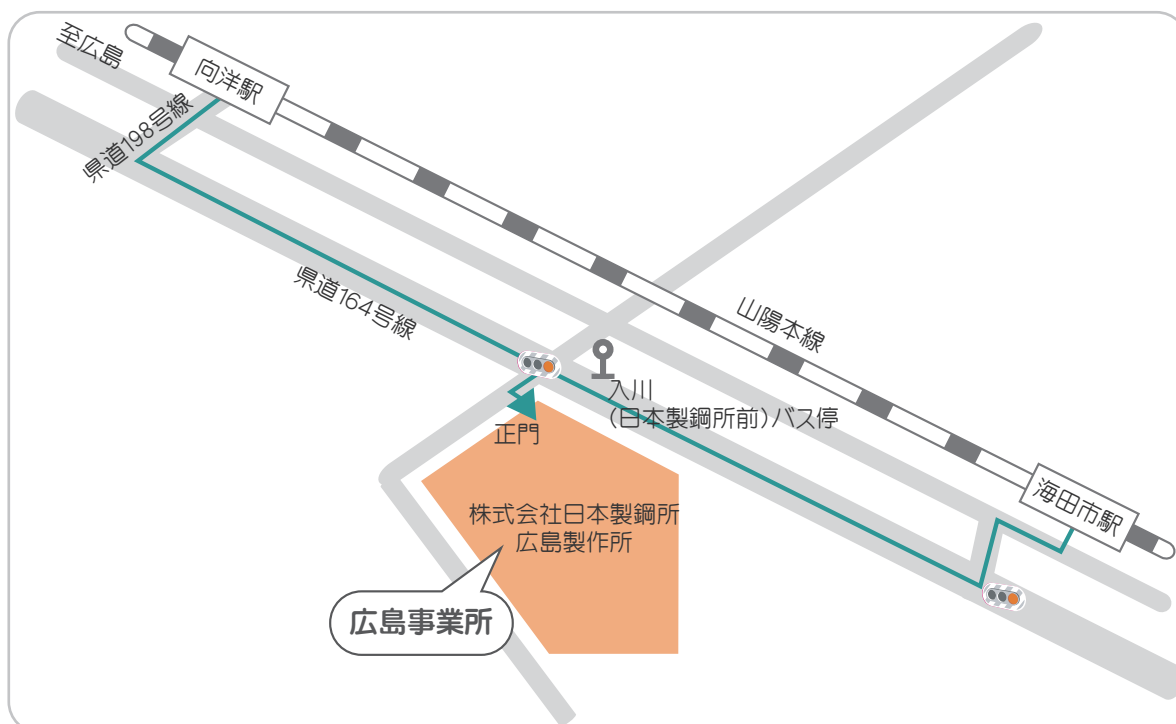 至広島
向洋駅
県道198号線
県道164号線
山陽本線
入川
(日本製鋼所前)バス停
正門
海田市駅
株式会社日本製鋼所
広島製作所
広島事業所